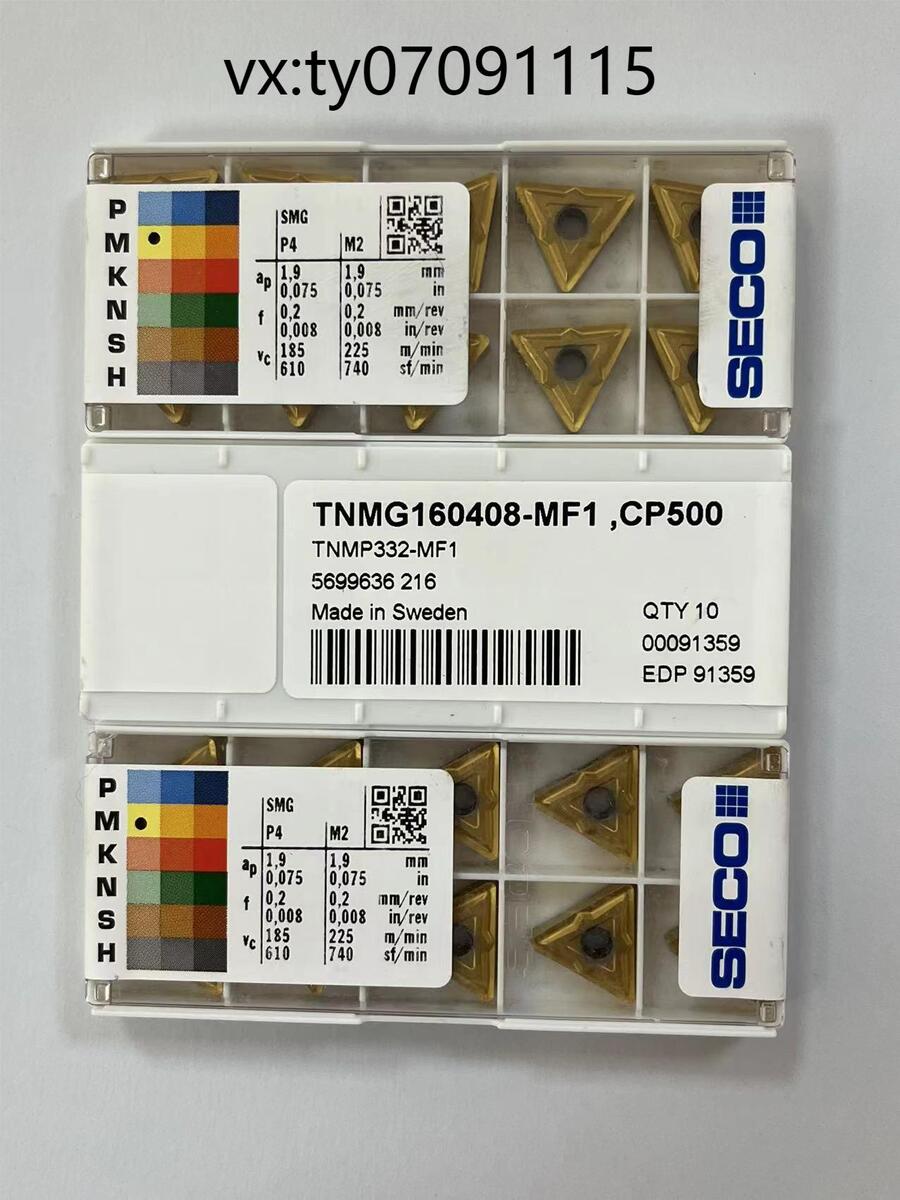 vx:ty07091115
P
M
K
N
S
H
SMG
P4 M2
ap 1,9 1,9 mm
0,075 0,075 in
f 0,2 0,2 mm/rev
0,008 0,008 in/rev
vc 185 225 m/min
610 740 sf/min
SECO
TNMG160408-MF1 ,CP500
TNMP332-MF1
5699636 216
Made in Sweden QTY 10
00091359
EDP 91359
P
M
K
N
S
H
SMG
P4 M2
ap 1,9 1,9 mm
0,075 0,075 in
f 0,2 0,2 mm/rev
0,008 0,008 in/rev
vc 185 225 m/min
610 740 sf/min
SECO